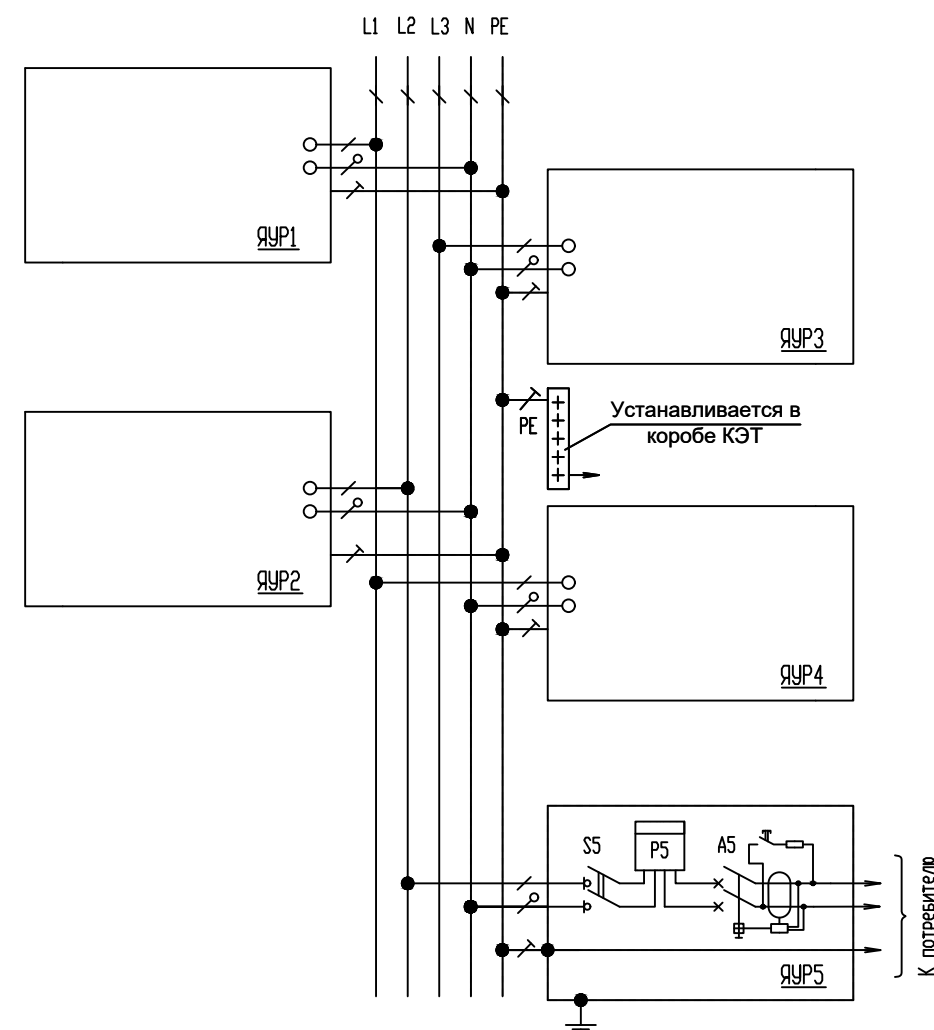 L1 L2 L3 N PE
ЯУР1
ЯУР3
PE
Устанавливается в
коробе КЭТ
ЯУР2
ЯУР4
S5
P5
A5
К потребителю
ЯУР5